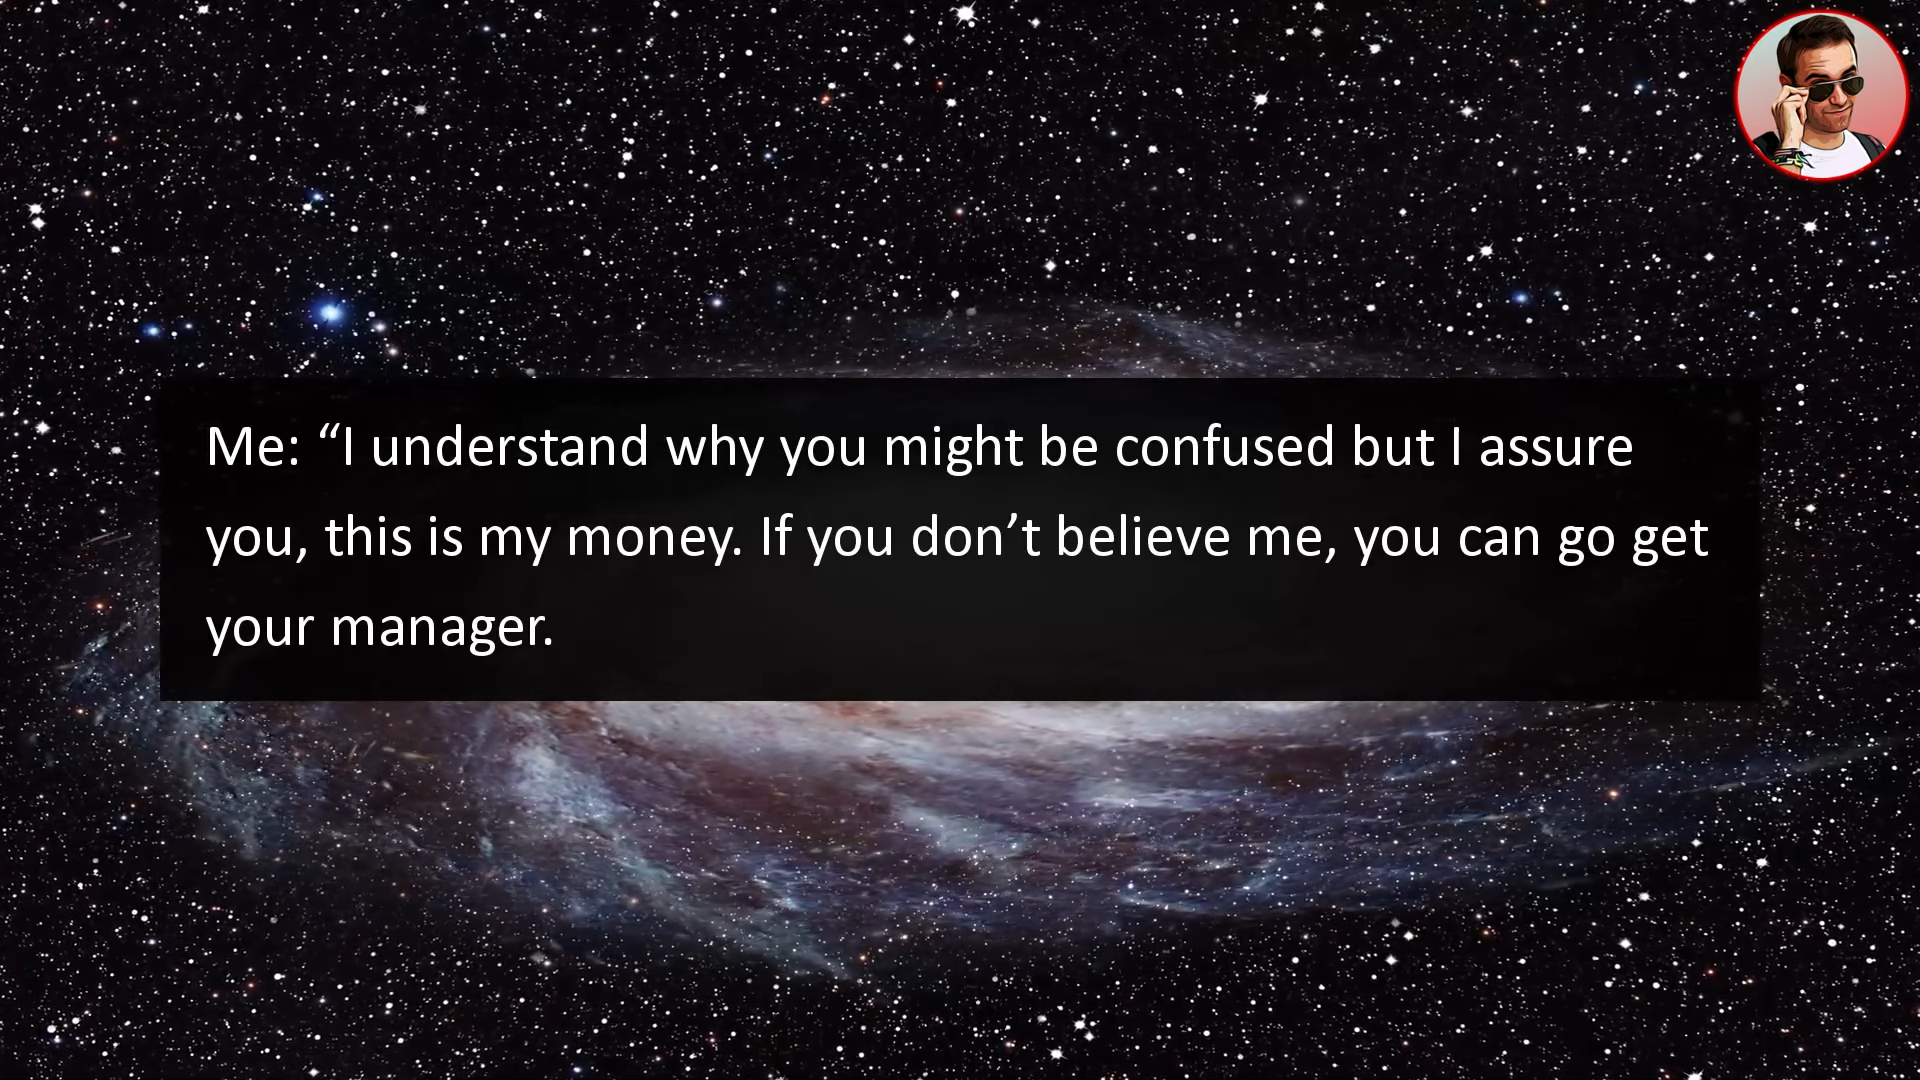 Me: “I understand why you might be confused but I assure
you, this is my money. If you don’t believe me, you can go get
your manager.